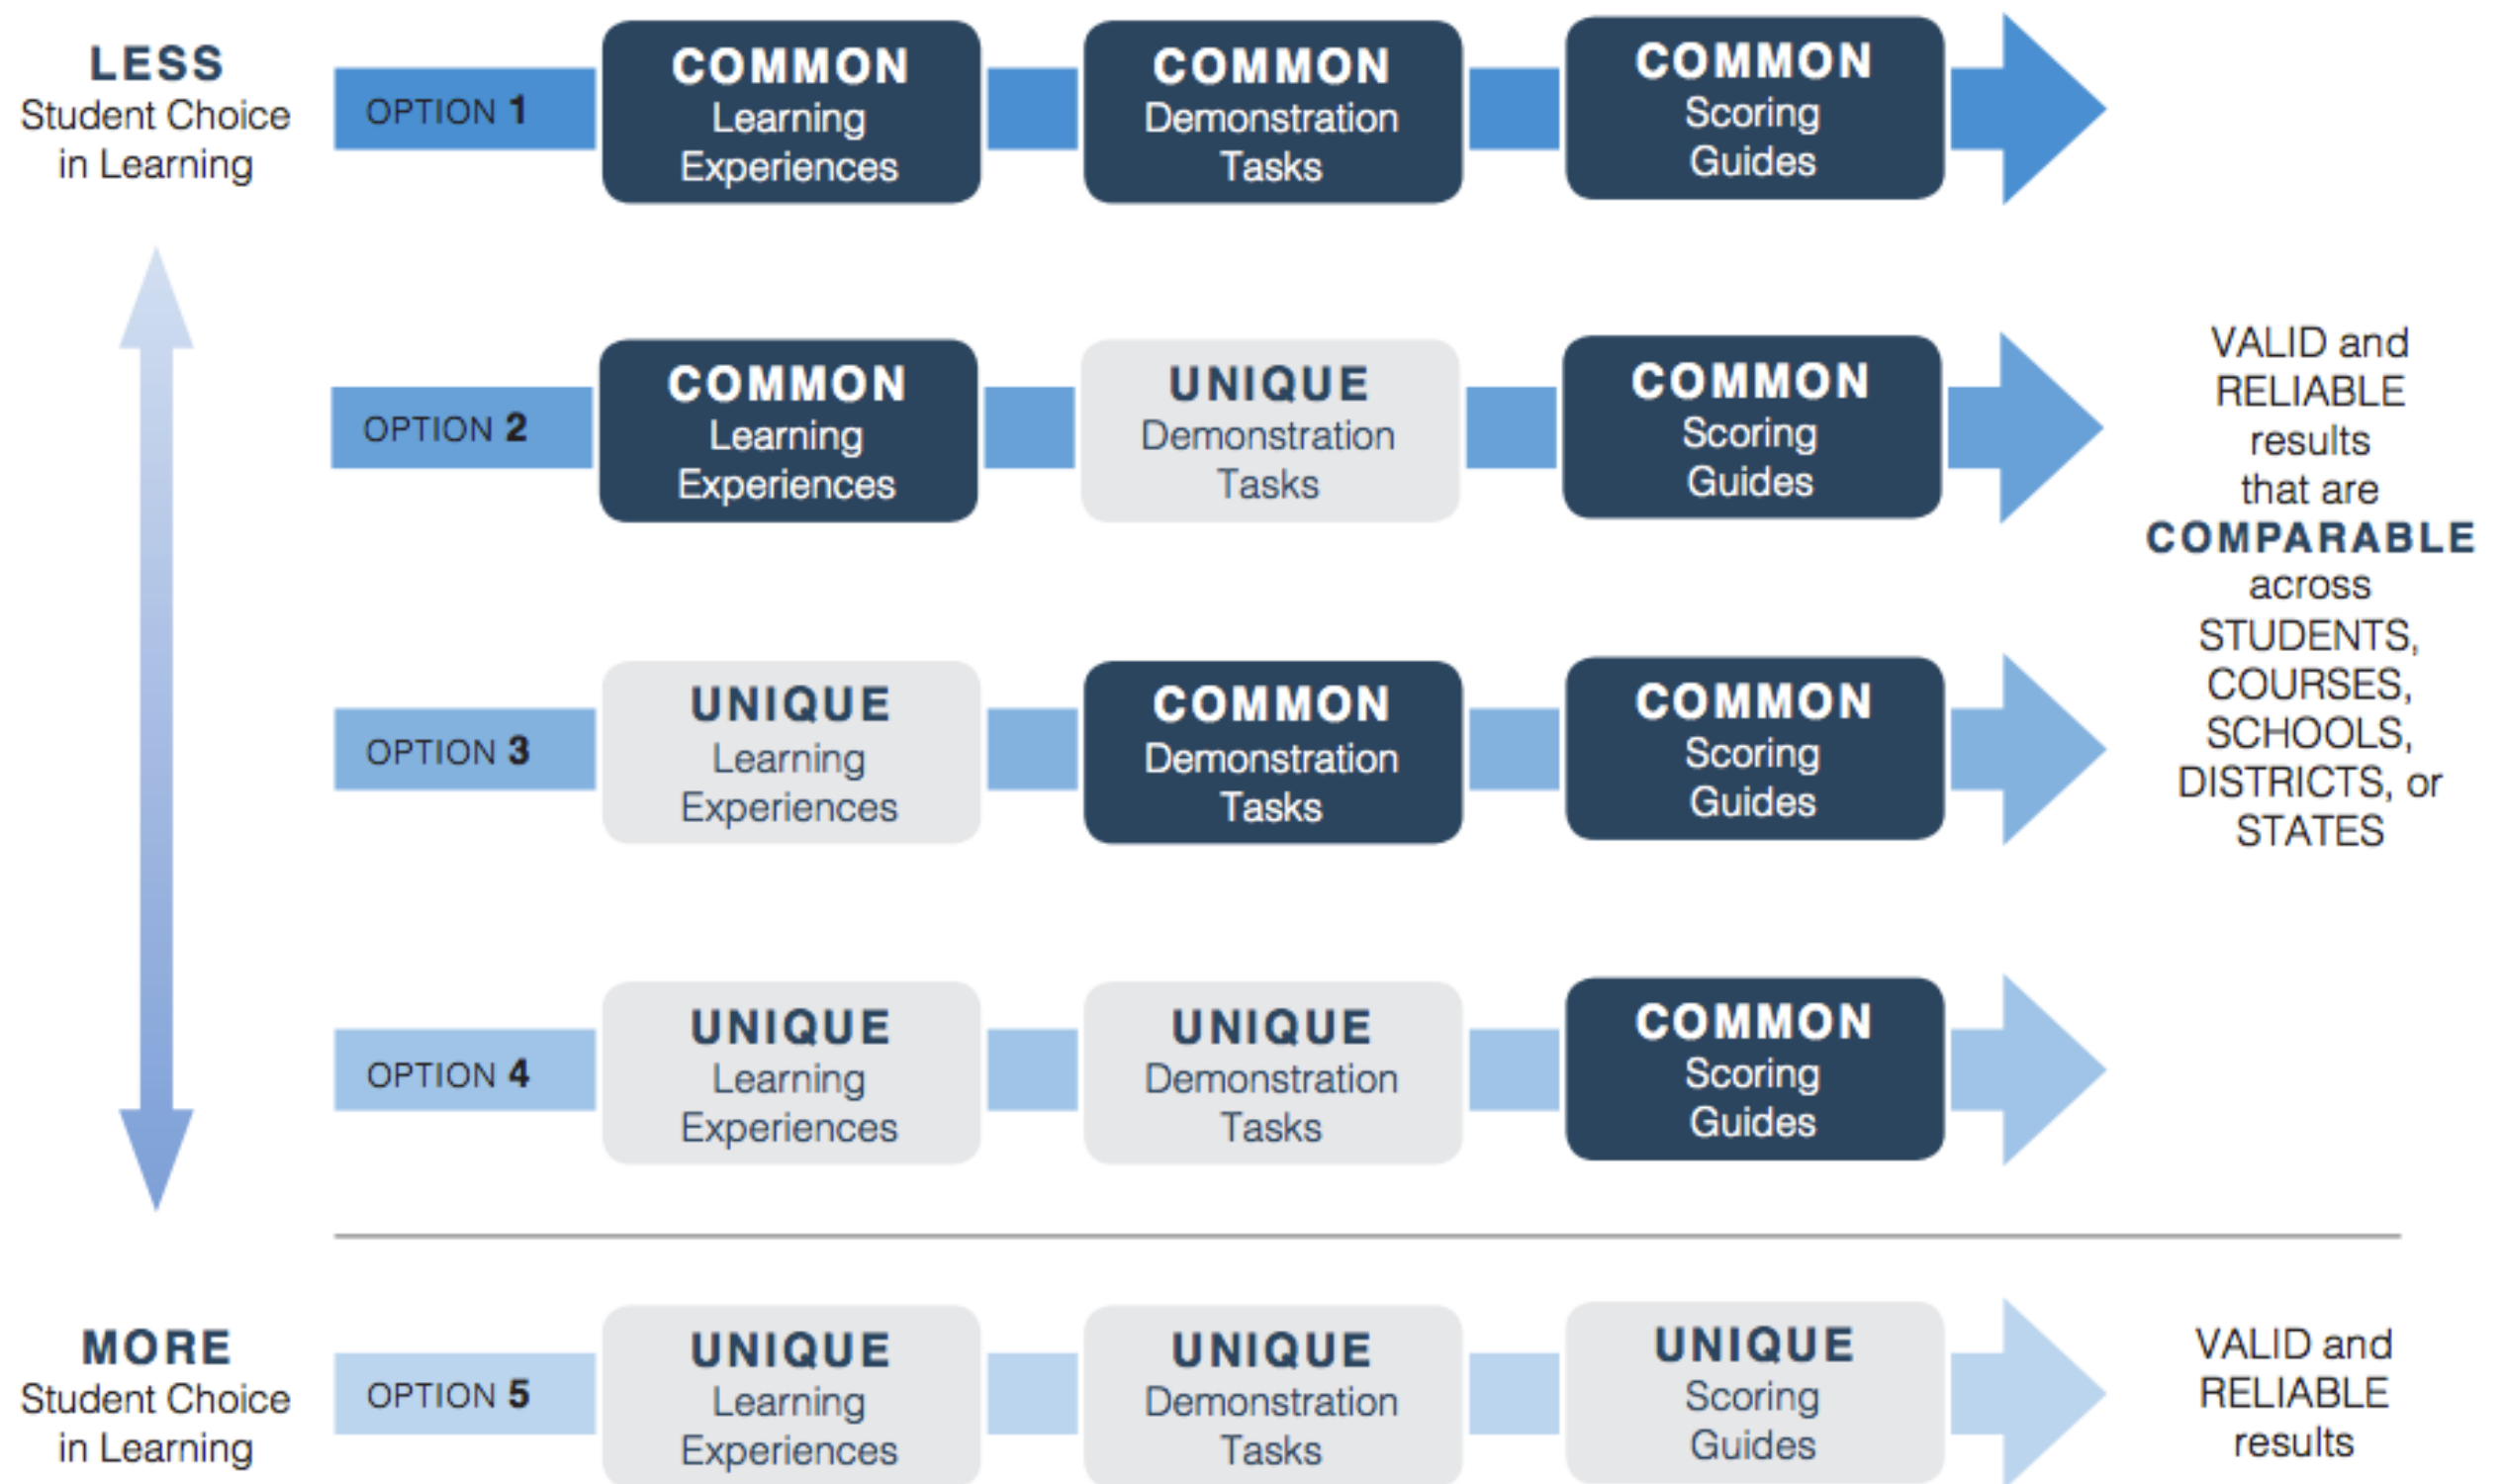 LESS
Student Choice
in Learning
OPTION 1
COMMON
Learning
Experiences
COMMON
Demonstration
Tasks
COMMON
Scoring
Guides
OPTION 2
COMMON
Learning
Experiences
UNIQUE
Demonstration
Tasks
COMMON
Scoring
Guides
OPTION 3
UNIQUE
Learning
Experiences
COMMON
Demonstration
Tasks
COMMON
Scoring
Guides
OPTION 4
UNIQUE
Learning
Experiences
UNIQUE
Demonstration
Tasks
COMMON
Scoring
Guides
VALID and
RELIABLE
results
that are
COMPARABLE
across
STUDENTS,
COURSES,
SCHOOLS,
DISTRICTS, or
STATES
MORE
Student Choice
in Learning
OPTION 5
UNIQUE
Learning
Experiences
UNIQUE
Demonstration
Tasks
UNIQUE
Scoring
Guides
VALID and
RELIABLE
results